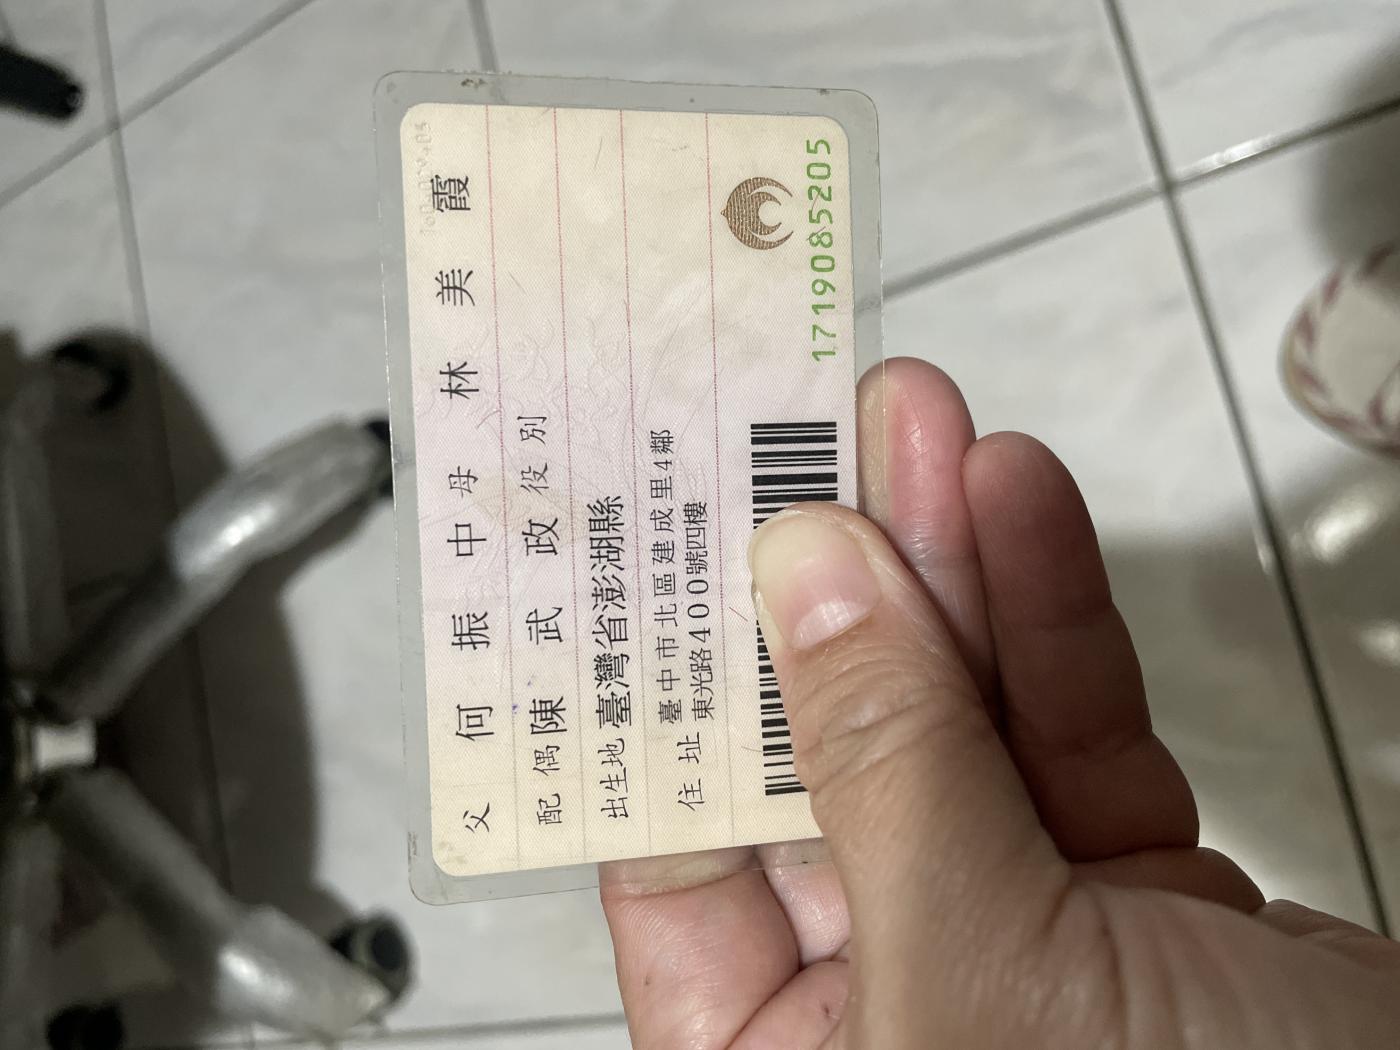 父 何振中 母 林美霞
配偶 陳武政 役別
出生地 臺灣省澎湖縣
住址 臺中市北區建成里4鄰
東光路400號四樓
1719085205